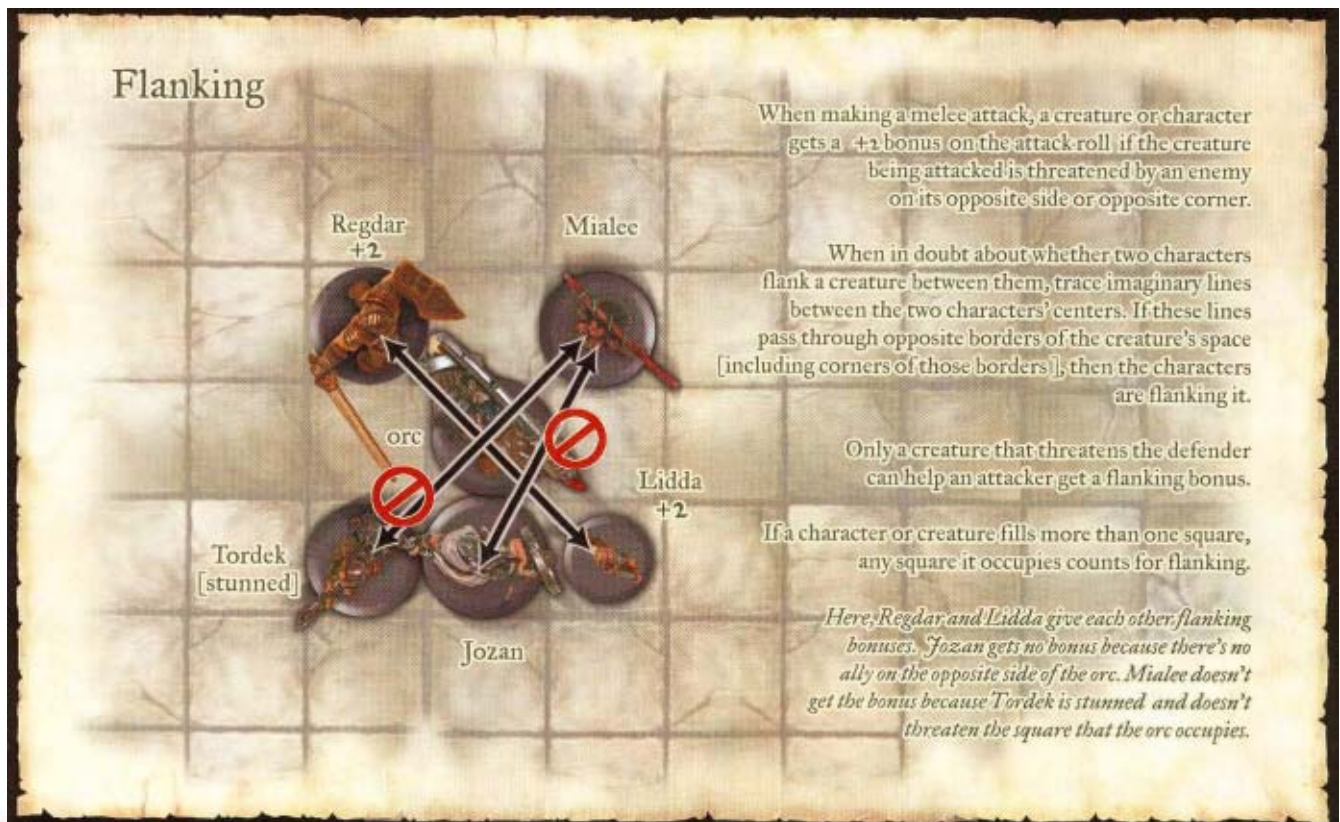 Flanking
When making a melee attack, a creature or character
gets a +2 bonus on the attack roll if the creature
being attacked is threatened by an enemy
on its opposite side or opposite corner.
Regdar
+2
Mialee
When in doubt about whether two characters
flank a creature between them, trace imaginary lines
between the two characters' centers. If these lines
pass through opposite borders of the creature's space
[including corners of those borders], then the characters
are flanking it.
orc
Only a creature that threatens the defender
can help an attacker get a flanking bonus.
Lidda
+2
If a character or creature fills more than one square,
any square it occupies counts for flanking.
Tordek
[stunned]
Jozan
Here, Regdar and Lidda give each other flanking
bonuses. Jozan gets no bonus because there's no
ally on the opposite side of the orc. Mialee doesn't
get the bonus because Tordek is stunned and doesn't
threaten the square that the orc occupies.